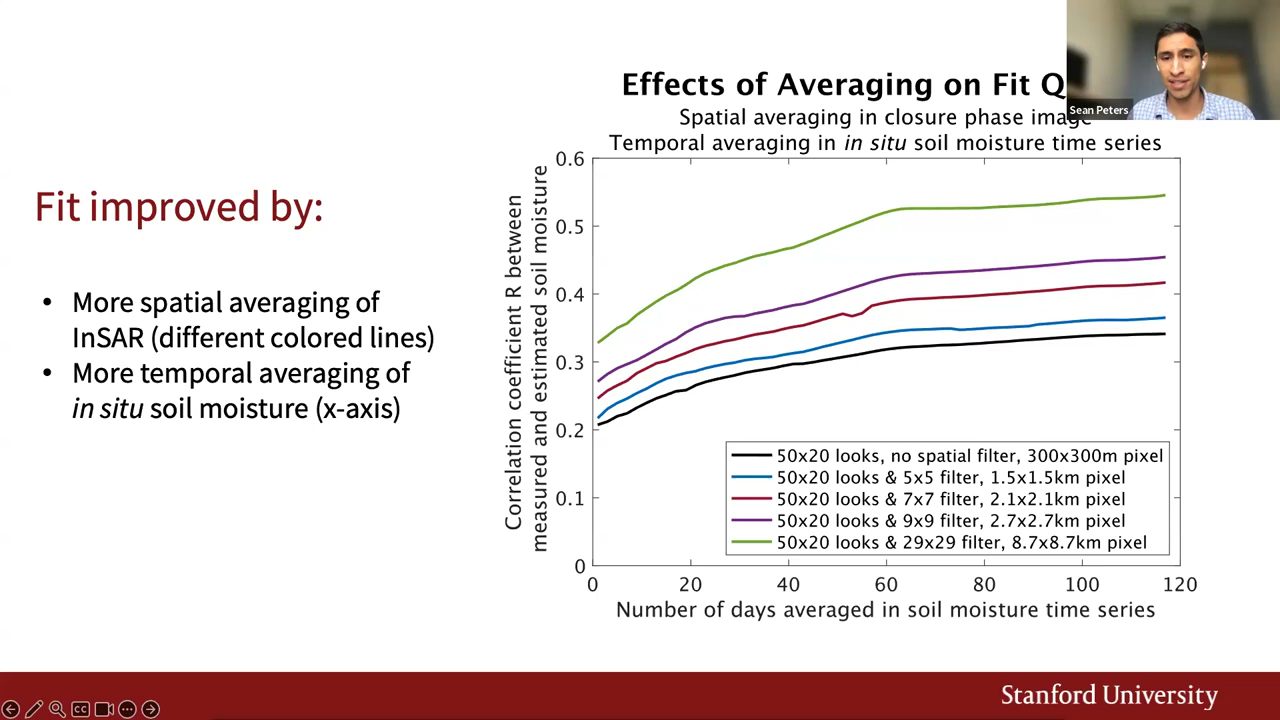 Effects of Averaging on Fit Q
Sean Peters
Spatial averaging in closure phase image
Temporal averaging in in situ soil moisture time series
Fit improved by:
• More spatial averaging of
InSAR (different colored lines)
• More temporal averaging of
in situ soil moisture (x-axis)
Correlation coefficient R between
measured and estimated soil moisture
0.6
0.5
0.4
0.3
0.2
0.1
0
50x20 looks, no spatial filter, 300x300m pixel
50x20 looks & 5x5 filter, 1.5x1.5km pixel
50x20 looks & 7x7 filter, 2.1x2.1km pixel
50x20 looks & 9x9 filter, 2.7x2.7km pixel
50x20 looks & 29x29 filter, 8.7x8.7km pixel
0 20 40 60 80 100 120
Number of days averaged in soil moisture time series
Stanford University
CC